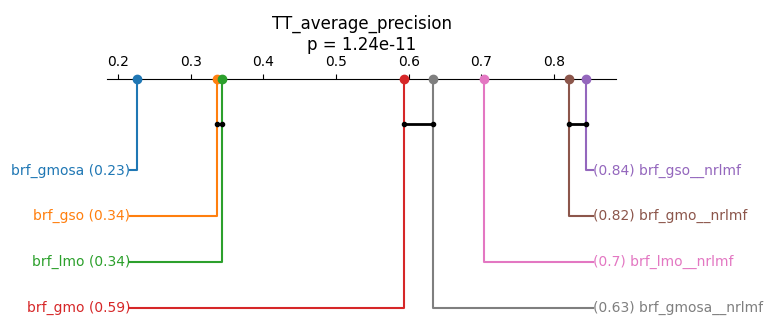 TT_average_precision
p = 1.24e-11
0.2 0.3 0.4 0.5 0.6 0.7 0.8
brf_gmosa (0.23) (0.84) brf_gso__nrlmf
brf_gso (0.34) (0.82) brf_gmo__nrlmf
brf_lmo (0.34) (0.7) brf_lmo__nrlmf
brf_gmo (0.59) (0.63) brf_gmosa__nrlmf